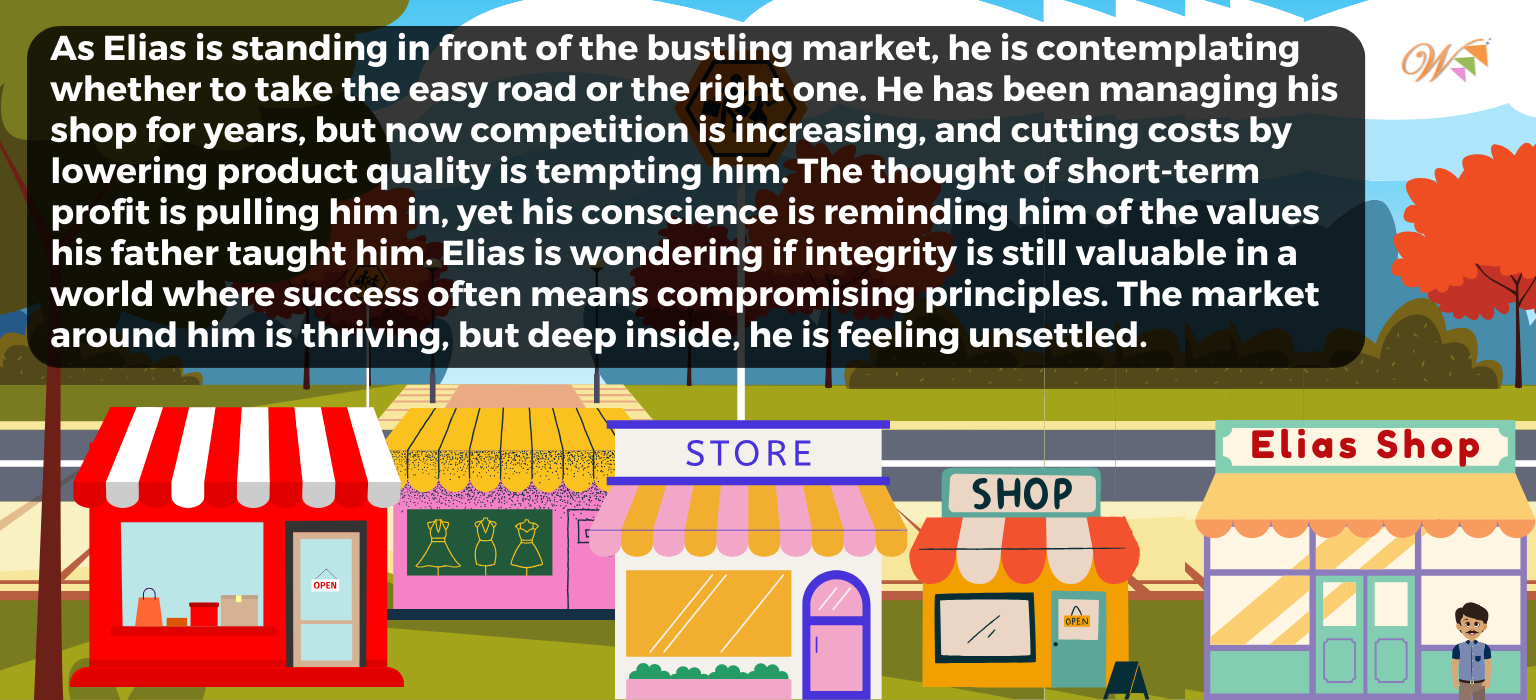 As Elias is standing in front of the bustling market, he is contemplating
whether to take the easy road or the right one. He has been managing his
shop for years, but now competition is increasing, and cutting costs by
lowering product quality is tempting him. The thought of short-term
profit is pulling him in, yet his conscience is reminding him of the values
his father taught him. Elias is wondering if integrity is still valuable in a
world where success often means compromising principles. The market
around him is thriving, but deep inside, he is feeling unsettled.
W
STORE
Elias Shop
SHOP
OPEN
OPEN